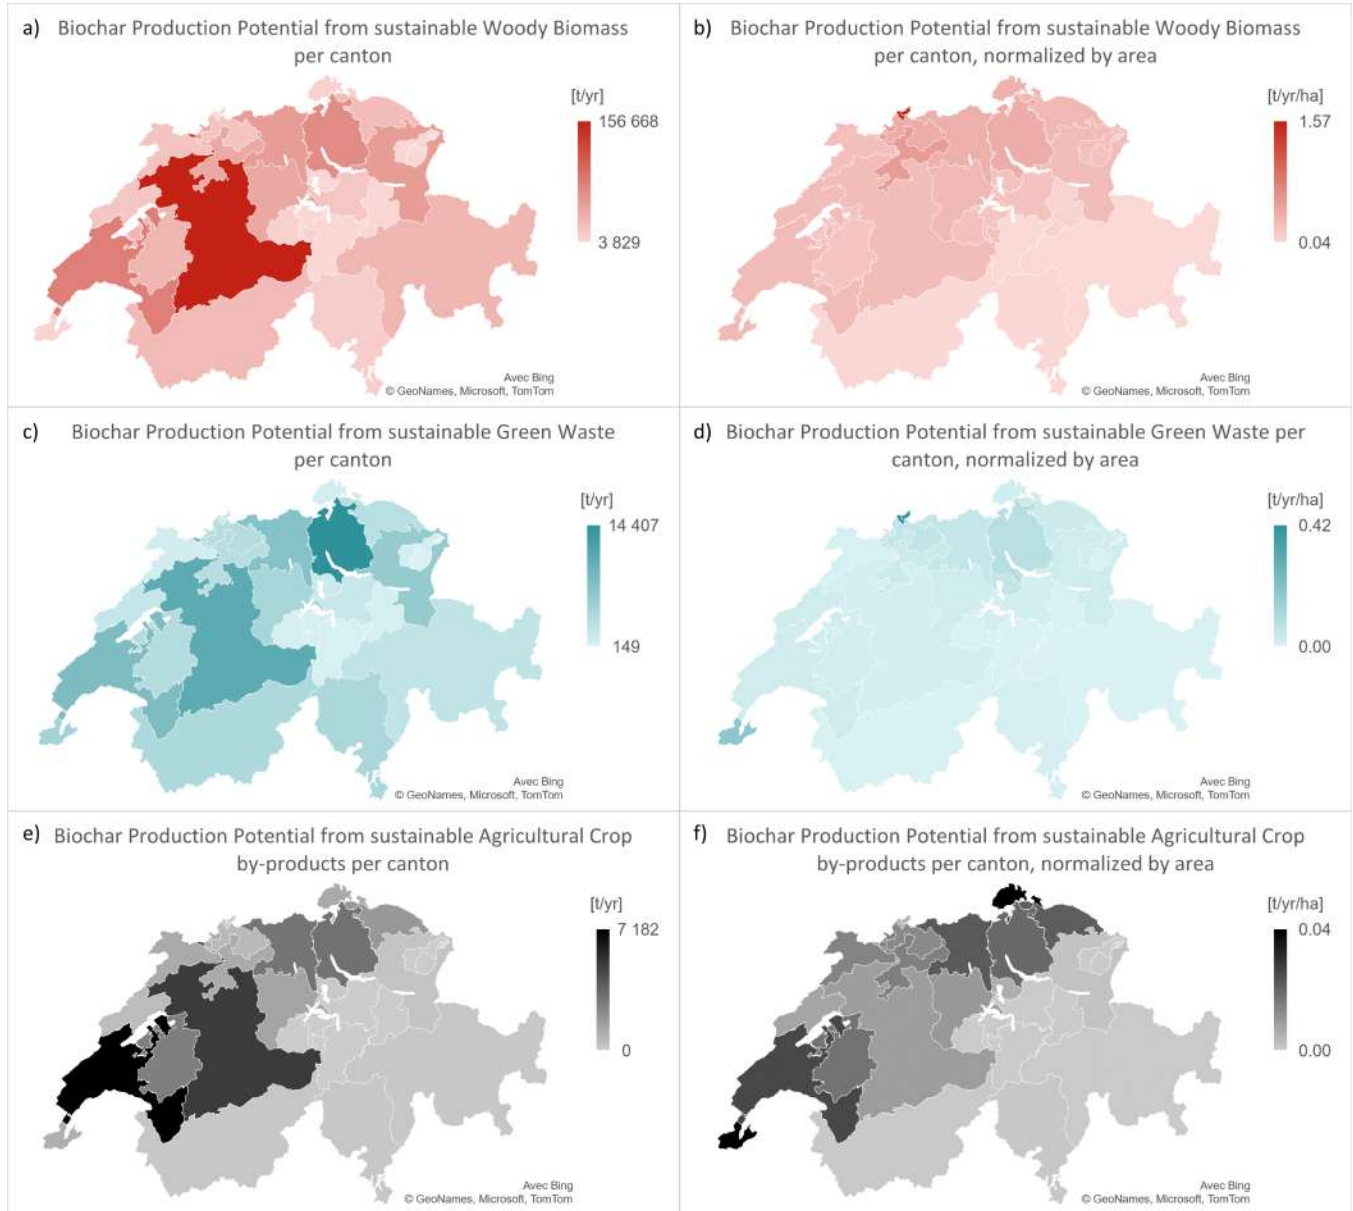 a) Biochar Production Potential from sustainable Woody Biomass
per canton
[t/yr]
156 668
3 829
Avec Bing
© GeoNames, Microsoft, TomTom
b) Biochar Production Potential from sustainable Woody Biomass
per canton, normalized by area
[t/yr/ha]
1.57
0.04
Avec Bing
© GeoNames, Microsoft, TomTom
c) Biochar Production Potential from sustainable Green Waste
per canton
[t/yr]
14 407
149
Avec Bing
© GeoNames, Microsoft, TomTom
d) Biochar Production Potential from sustainable Green Waste per
canton, normalized by area
[t/yr/ha]
0.42
0.00
Avec Bing
© GeoNames, Microsoft, TomTom
e) Biochar Production Potential from sustainable Agricultural Crop
by-products per canton
[t/yr]
7 182
0
Avec Bing
© GeoNames, Microsoft, TomTom
f) Biochar Production Potential from sustainable Agricultural Crop
by-products per canton, normalized by area
[t/yr/ha]
0.04
0.00
Avec Bing
© GeoNames, Microsoft, TomTom